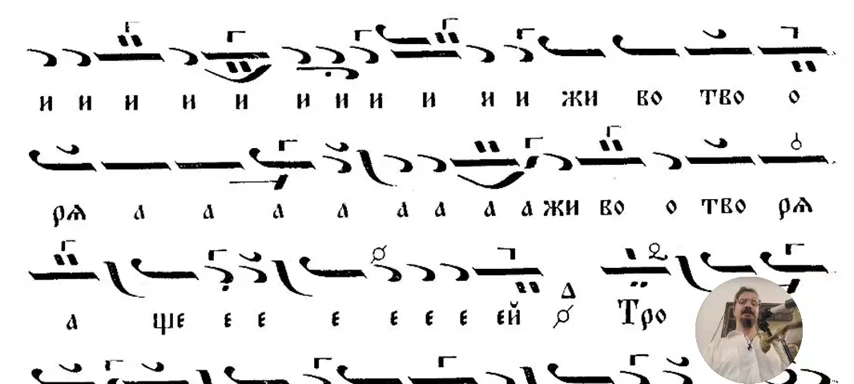 и и и и и и и и и и и жи во тво о
рѧ а а а а а а а а жи во о тво рѧ
а ще е е е е е е ей Тро